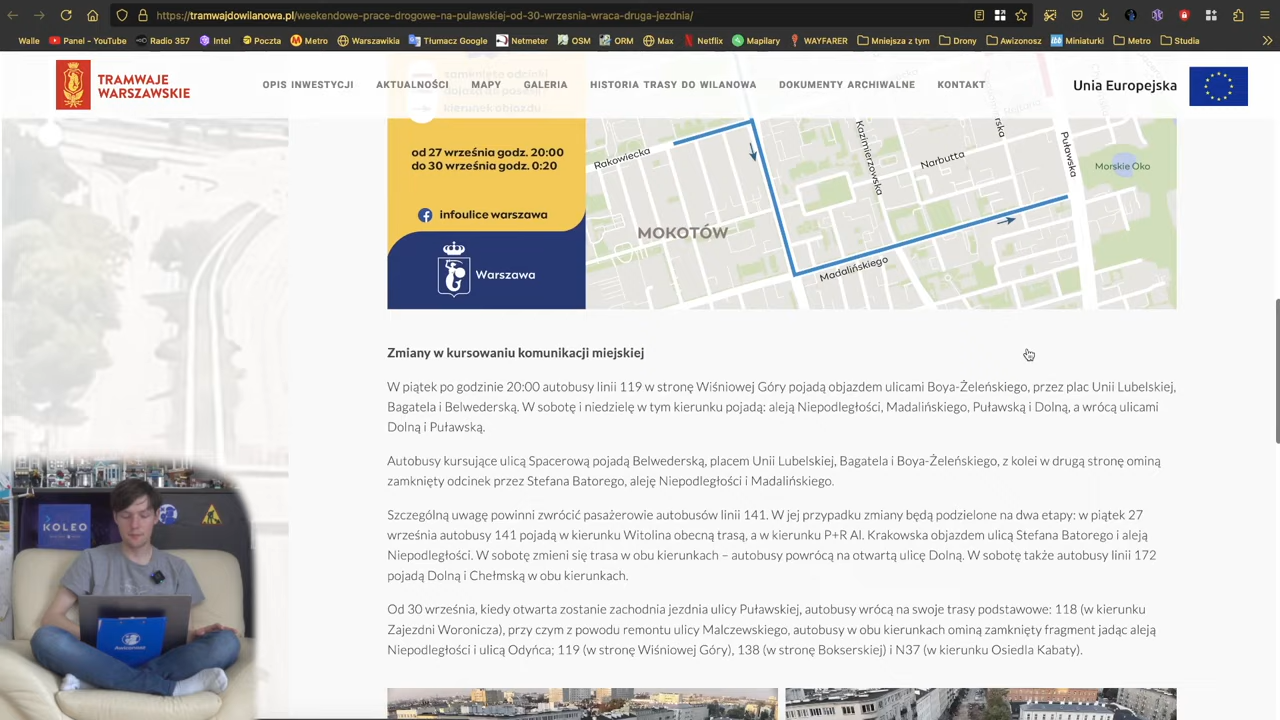 https://tramwajdowilanowa.pl/weekendowe-prace-drogowe-na-pulawskiej-od-30-wrzesnia-wraca-druga-jezdnia/
Walle Panel - YouTube Radio 357 Intel Poczta Metro Warszawikia Tłumacz Google Netmeter OSM ORM Max Netflix Mapilary WAYFARER Mniejsza z tym Drony Awizonosz Miniaturki Metro Studia
TRAMWAJE
WARSZAWSKIE
OPIS INWESTYCJI AKTUALNOŚCI MAPY GALERIA HISTORIA TRASY DO WILANOWA DOKUMENTY ARCHIWALNE KONTAKT
Unia Europejska
zamknięte odcinki
kierunek objazdu
od 27 września godz. 20:00
do 30 września godz. 0:20
infoulice warszawa
Warszawa
Rakowiecka
Kazimierzowska
Narbutta
Puławska
Morskie Oko
MOKOTÓW
Madalińskiego
Zmiany w kursowaniu komunikacji miejskiej
W piątek po godzinie 20:00 autobusy linii 119 w stronę Wiśniowej Góry pojadą objazdem ulicami Boya-Żeleńskiego, przez plac Unii Lubelskiej,
Bagatela i Belwederską. W sobotę i niedzielę w tym kierunku pojadą: aleją Niepodległości, Madalińskiego, Puławską i Dolną, a wrócą ulicami
Dolną i Puławską.
Autobusy kursujące ulicą Spacerową pojadą Belwederską, placem Unii Lubelskiej, Bagatela i Boya-Żeleńskiego, z kolei w drugą stronę ominą
zamknięty odcinek przez Stefana Batorego, aleję Niepodległości i Madalińskiego.
Szczególną uwagę powinni zwrócić pasażerowie autobusów linii 141. W jej przypadku zmiany będą podzielone na dwa etapy: w piątek 27
września autobusy 141 pojadą w kierunku Witolina obecną trasą, a w kierunku P+R Al. Krakowska objazdem ulicą Stefana Batorego i aleją
Niepodległości. W sobotę zmieni się trasa w obu kierunkach – autobusy powrócą na otwartą ulicę Dolną. W sobotę także autobusy linii 172
pojadą Dolną i Chełmską w obu kierunkach.
Od 30 września, kiedy otwarta zostanie zachodnia jezdnia ulicy Puławskiej, autobusy wrócą na swoje trasy podstawowe: 118 (w kierunku
Zajezdni Woronicza), przy czym z powodu remontu ulicy Malczewskiego, autobusy w obu kierunkach ominą zamknięty fragment jadąc aleją
Niepodległości i ulicą Odyńca; 119 (w stronę Wiśniowej Góry), 138 (w stronę Bokserskiej) i N37 (w kierunku Osiedla Kabaty).
KOLEO